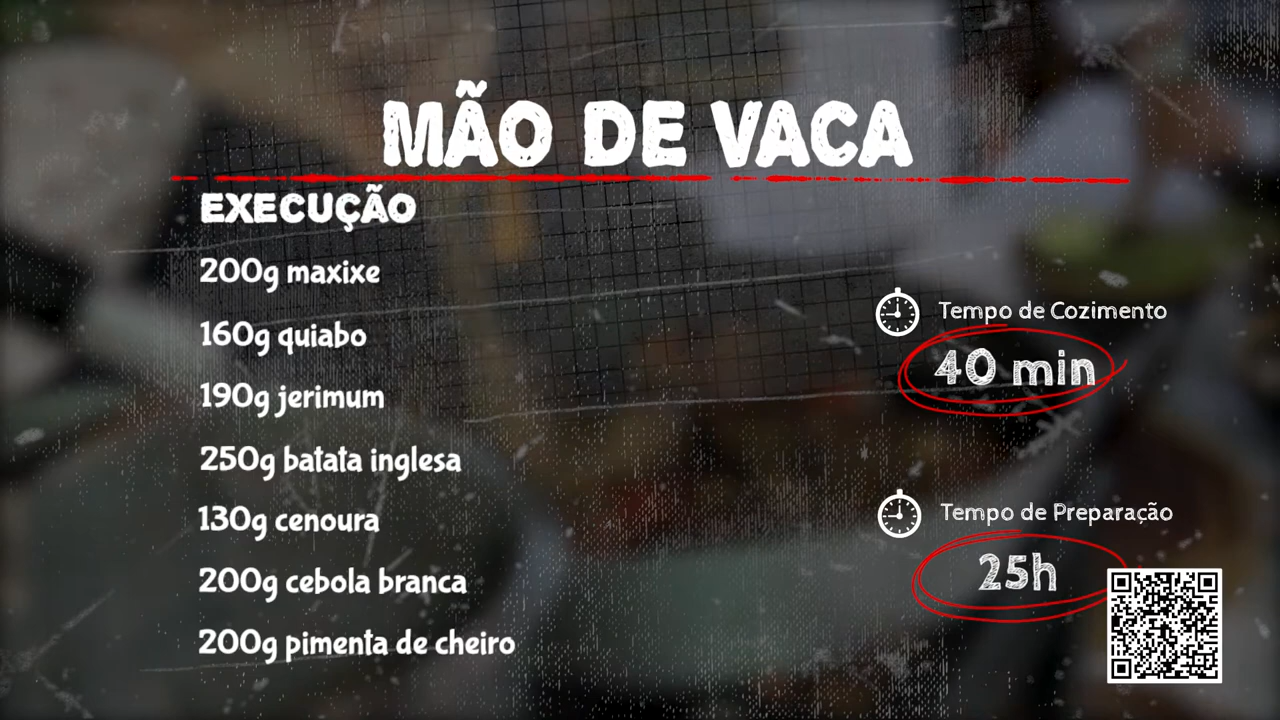 MÃO DE VACA
EXECUÇÃO
200g maxixe
160g quiabo
190g jerimum
250g batata inglesa
130g cenoura
200g cebola branca
200g pimenta de cheiro
Tempo de Cozimento
40 min
Tempo de Preparação
25h